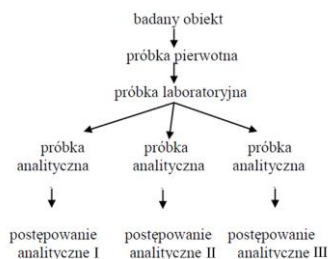 badany obiekt
próbka pierwotna
próbka laboratoryjna
próbka analityczna
próbka analityczna
próbka analityczna
postępowanie analityczne I
postępowanie analityczne II
postępowanie analityczne III